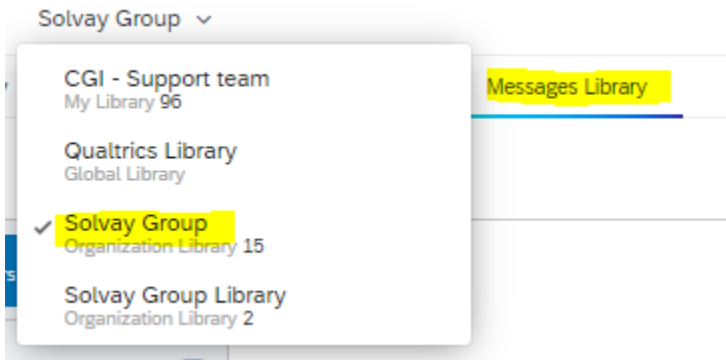 Solvay Group
CGI - Support team
My Library 96
Messages Library
Qualtrics Library
Global Library
Solvay Group
Organization Library 15
Solvay Group Library
Organization Library 2